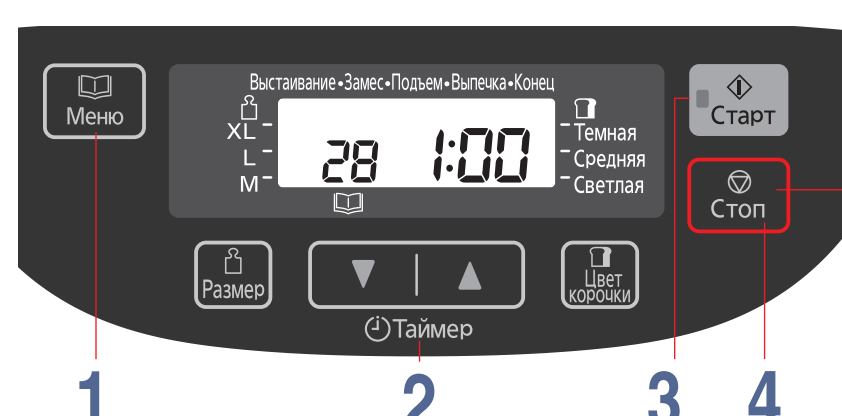 Выстаивание•Замес•Подъем•Выпечка•Конец
Меню
XL
L
M
28 1:00
Темная
Средняя
Светлая
Старт
Стоп
Размер
Цвет
корочки
Таймер
1
2
3
4